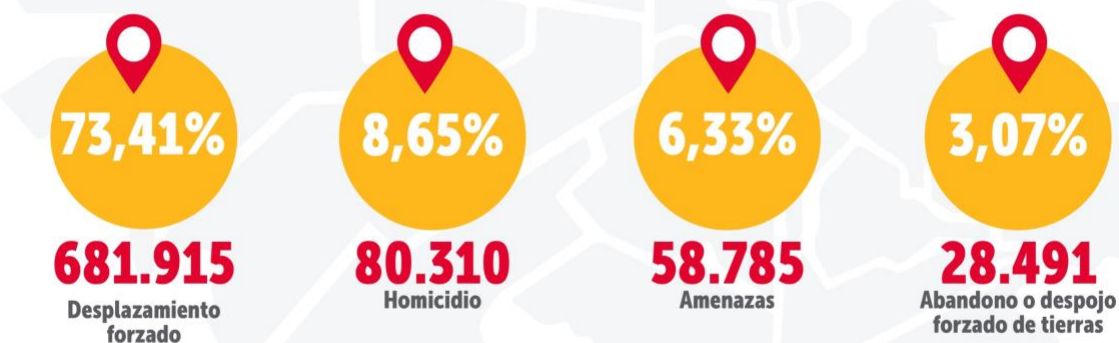 73,41%
8,65%
6,33%
3,07%
681.915
80.310
58.785
28.491
Desplazamiento
forzado
Homicidio
Amenazas
Abandono o despojo
forzado de tierras